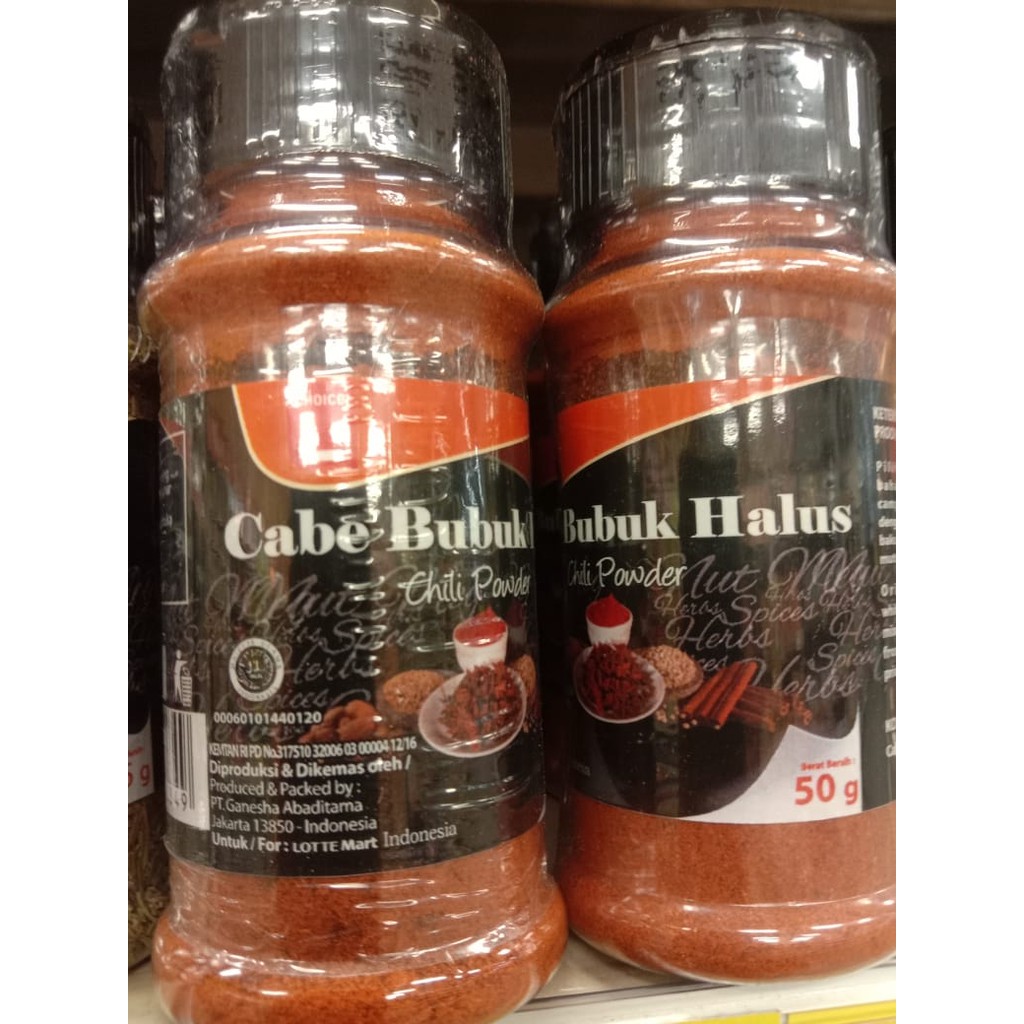 CHOICE
Cabe Bubuk
Chili Powder
Herbs
Spices
00060101440120
KEMTAN RI PD No.317510 32006 03 00004 12/16
Diproduksi & Dikemas oleh /
Produced & Packed by :
PT. Ganesha Abaditama
Jakarta 13850 - Indonesia
Untuk / For : LOTTE Mart Indonesia
Bubuk Halus
Chili Powder
Nut
Herbs Spices
Herbs
Spices
Herbs
Berat Bersih :
50 g